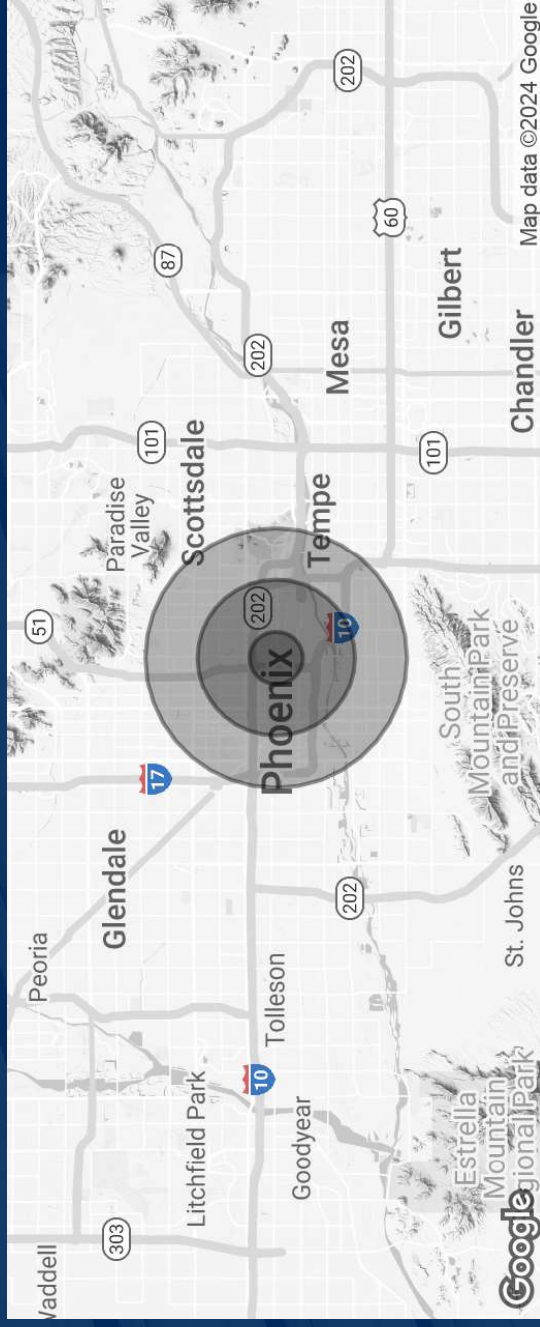 Peoria
51
303
Glendale
Paradise
Valley
101
17
87
Litchfield Park
Scottsdale
10
202
202
Tolleson
Phoenix
Goodyear
Tempe
10
Mesa
202
202
60
101
Gilbert
South
Mountain Park
and Preserve
Estrella
Mountain
Park
St. Johns
Chandler
Google
Map data ©2024 Google